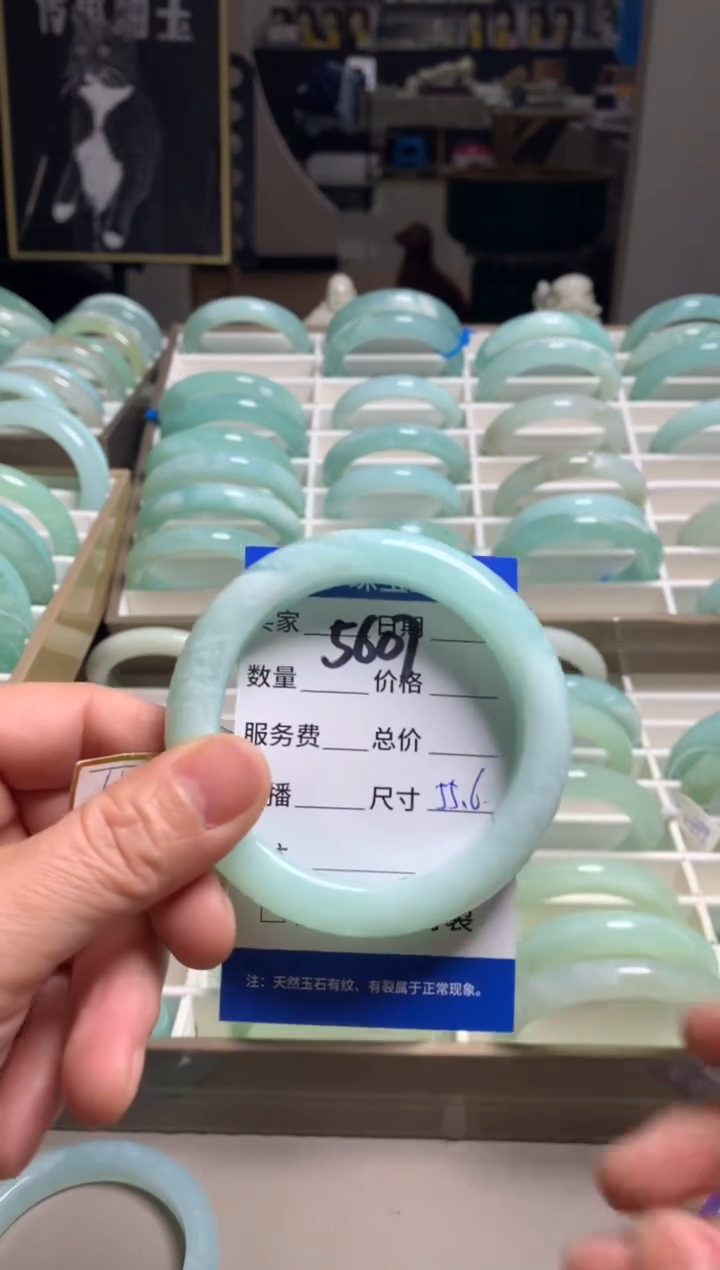 家 日期
5607
数量 价格
服务费 总价
播 尺寸 55.6
注：天然玉石有纹、有裂属于正常现象。